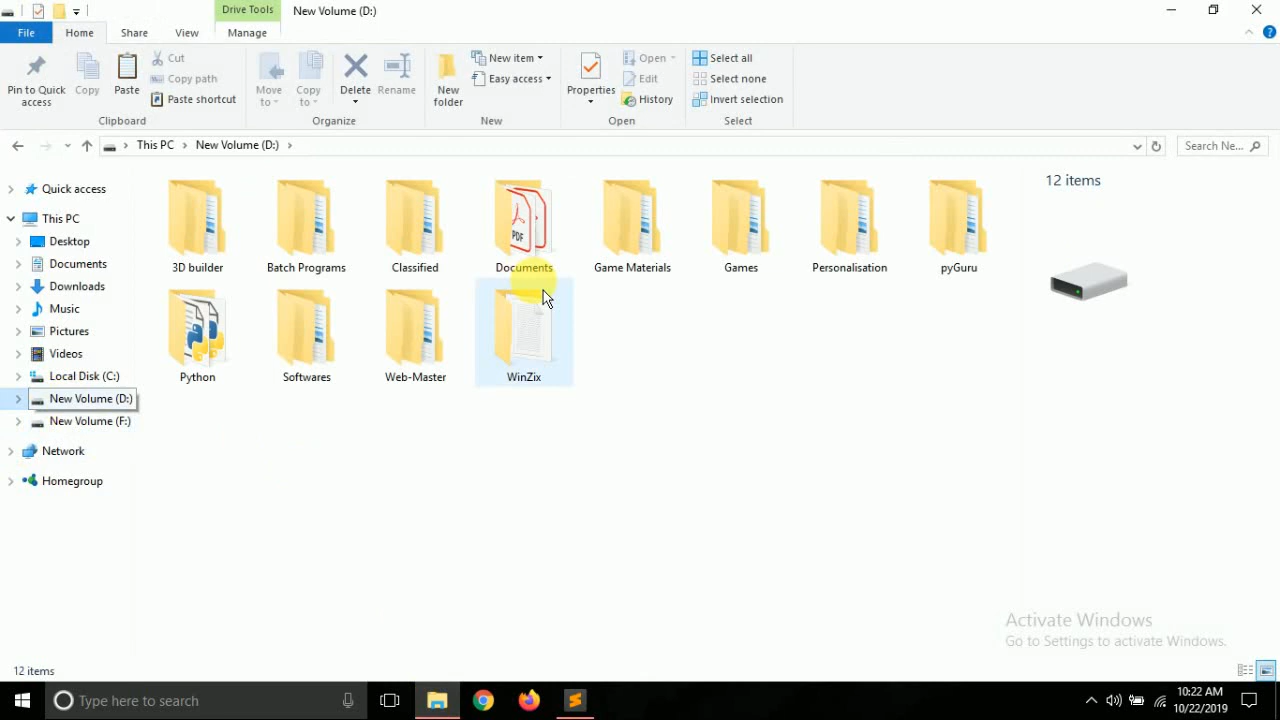 Drive Tools
New Volume (D:)
File
Home
Share
View
Manage
Pin to Quick access
Copy
Paste
Cut
Copy path
Paste shortcut
Move to
Copy to
Delete
Rename
New folder
New item
Easy access
Properties
Open
Edit
History
Select all
Select none
Invert selection
Clipboard
Organize
New
Open
Select
This PC
New Volume (D:)
Search Ne...
Quick access
This PC
Desktop
Documents
Downloads
Music
Pictures
Videos
Local Disk (C:)
New Volume (D:)
New Volume (F:)
Network
Homegroup
3D builder
Batch Programs
Classified
Documents
Game Materials
Games
Personalisation
pyGuru
PDF
Python
Softwares
Web-Master
WinZix
12 items
Activate Windows
Go to Settings to activate Windows.
12 items
Type here to search
10:22 AM
10/22/2019